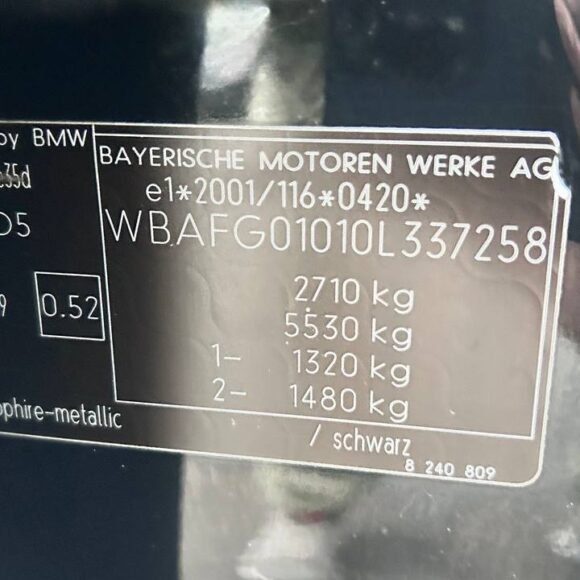 by BMW
35d
D5
9
0.52
phire-metallic
BAYERISCHE MOTOREN WERKE AG
e1*2001/116*0420*
WBAFG01010L337258
2710 kg
5530 kg
1- 1320 kg
2- 1480 kg
/ schwarz
8 240 809